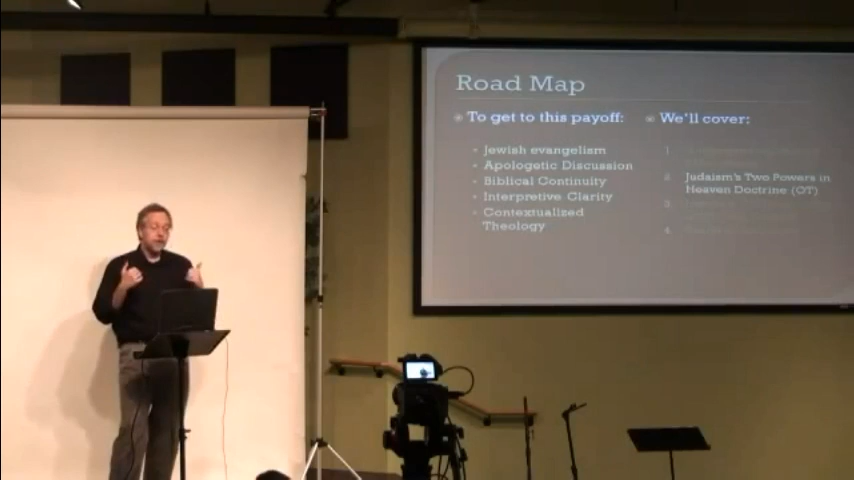 Road Map
To get to this payoff:
Jewish evangelism
Apologetic Discussion
Biblical Continuity
Interpretive Clarity
Contextualized
Theology
We'll cover:
1.
2. Judaism's Two Powers in
Heaven Doctrine (OT)
3.
4.